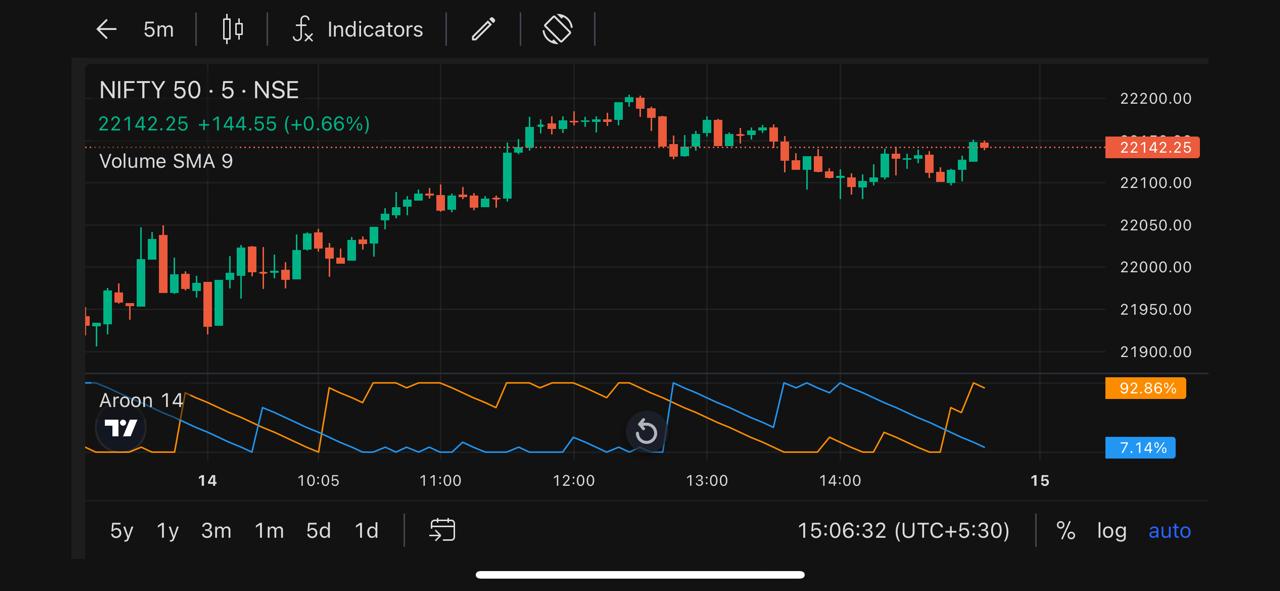 5m
Indicators
NIFTY 50 · 5 · NSE
22142.25 +144.55 (+0.66%)
Volume SMA 9
22200.00
22142.25
22100.00
22050.00
22000.00
21950.00
21900.00
Aroon 14
92.86%
7.14%
14 10:05 11:00 12:00 13:00 14:00 15
5y 1y 3m 1m 5d 1d 15:06:32 (UTC+5:30) % log auto